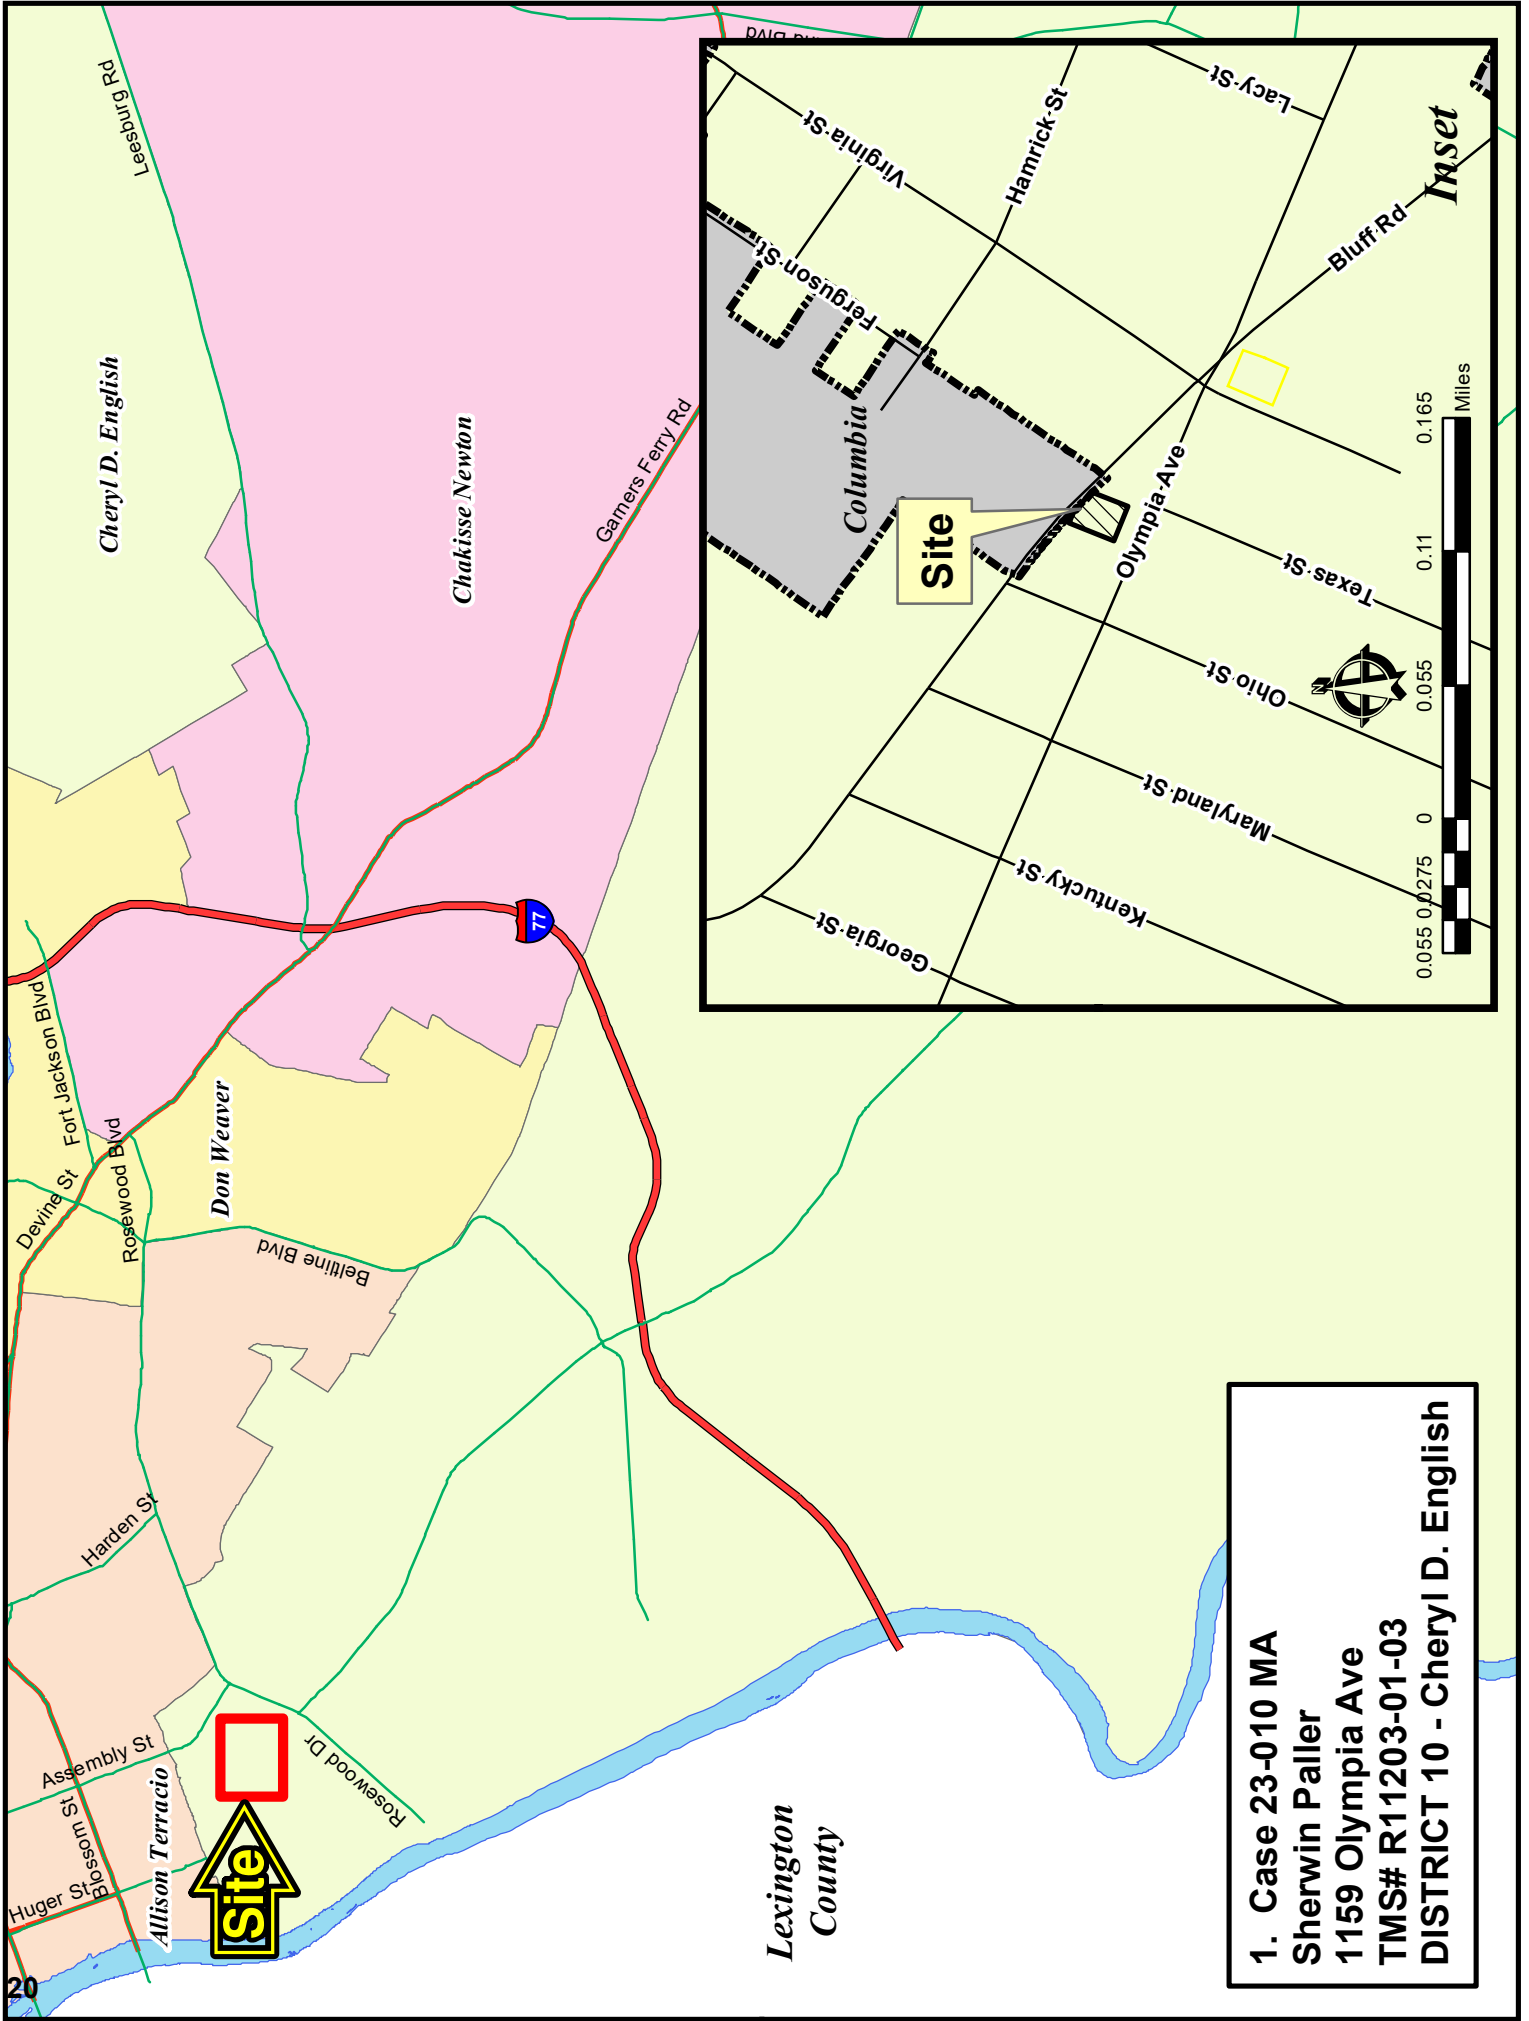 Leesburg Rd
Cheryl D. English
Chakisse Newton
Garners Ferry Rd
77
Fort Jackson Blvd
Devine St
Rosewood Blvd
Don Weaver
Beltline Blvd
Harden St
Assembly St
Blossom St
Huger St
Allison Terracio
Site
Rosewood Dr
Lexington
County
20
Blvd
Inset
Lacy St
Hamrick St
Virginia St
Ferguson St
Bluff Rd
Columbia
Site
Olympia Ave
Texas St
Ohio St
Maryland St
Kentucky St
Georgia St
N
0.055 0.0275 0 0.055 0.11 0.165
Miles
1. Case 23-010 MA
Sherwin Paller
1159 Olympia Ave
TMS# R11203-01-03
DISTRICT 10 - Cheryl D. English